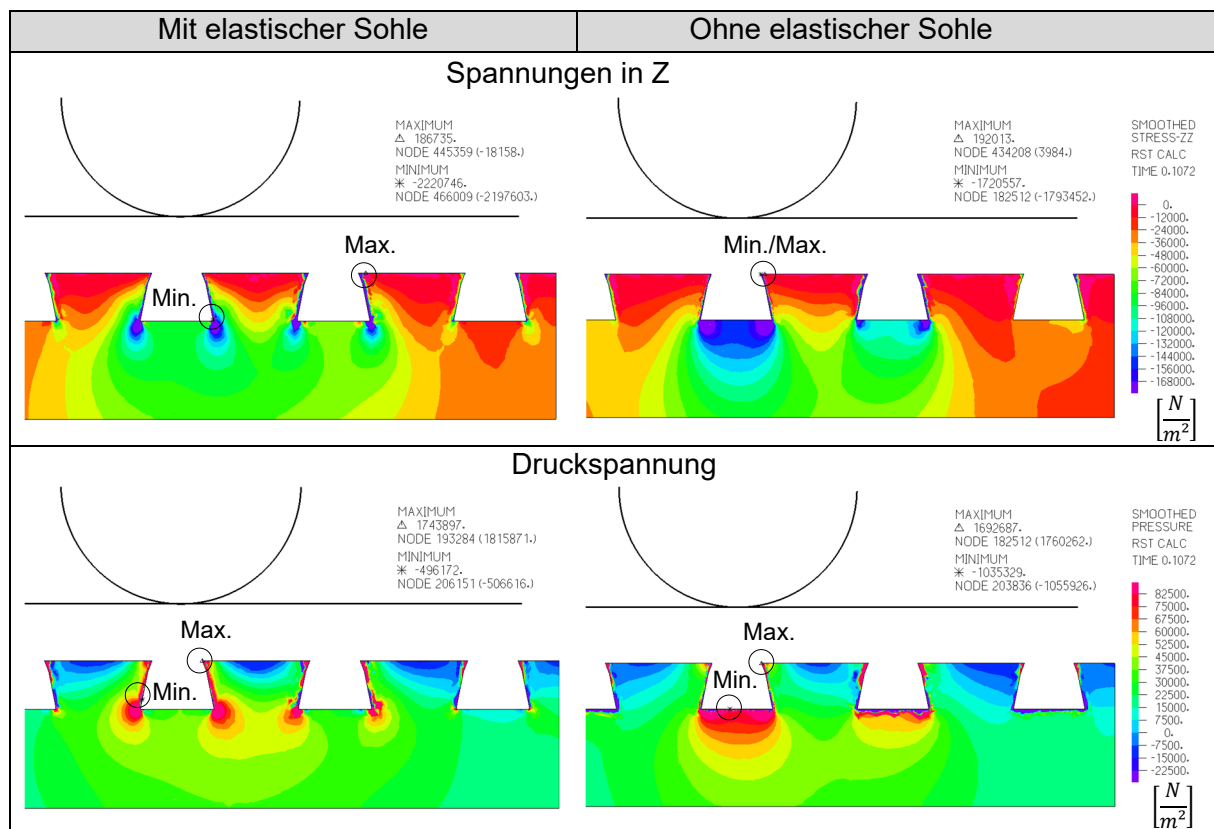 Mit elastischer Sohle
Ohne elastischer Sohle
Spannungen in Z
MAXIMUM
△ 186735.
NODE 445359 (-18158.)
MINIMUM
* -2220746.
NODE 466009 (-2197603.)
Max.
Min.
MAXIMUM
△ 192013.
NODE 434208 (3984.)
MINIMUM
* -1720557.
NODE 182512 (-1793452.)
Min./Max.
SMOOTHED
STRESS-ZZ
RST CALC
TIME 0.1072
0.
-12000.
-24000.
-36000.
-48000.
-60000.
-72000.
-84000.
-96000.
-108000.
-120000.
-132000.
-144000.
-156000.
-168000.
[N/m²]
Druckspannung
MAXIMUM
△ 1743897.
NODE 193284 (1815871.)
MINIMUM
* -496172.
NODE 206151 (-506616.)
Max.
Min.
MAXIMUM
△ 1692687.
NODE 182512 (1760262.)
MINIMUM
* -1035329.
NODE 203836 (-1055926.)
Max.
Min.
SMOOTHED
PRESSURE
RST CALC
TIME 0.1072
82500.
75000.
67500.
60000.
52500.
45000.
37500.
30000.
22500.
15000.
7500.
0.
-7500.
-15000.
-22500.
[N/m²]